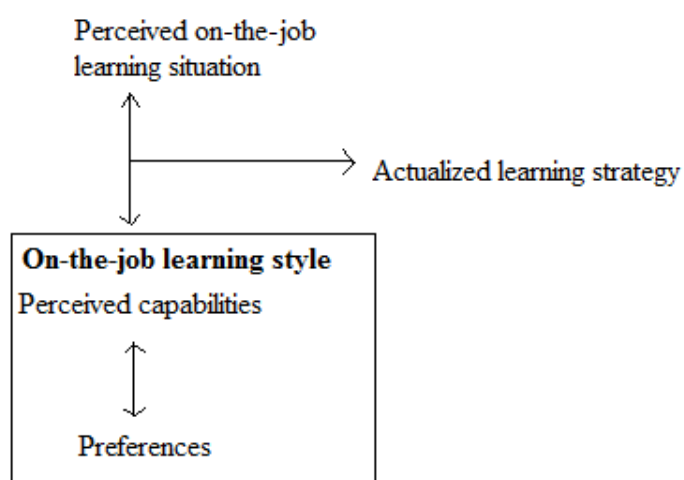 Perceived on-the-job
learning situation
Actualized learning strategy
On-the-job learning style
Perceived capabilities
Preferences